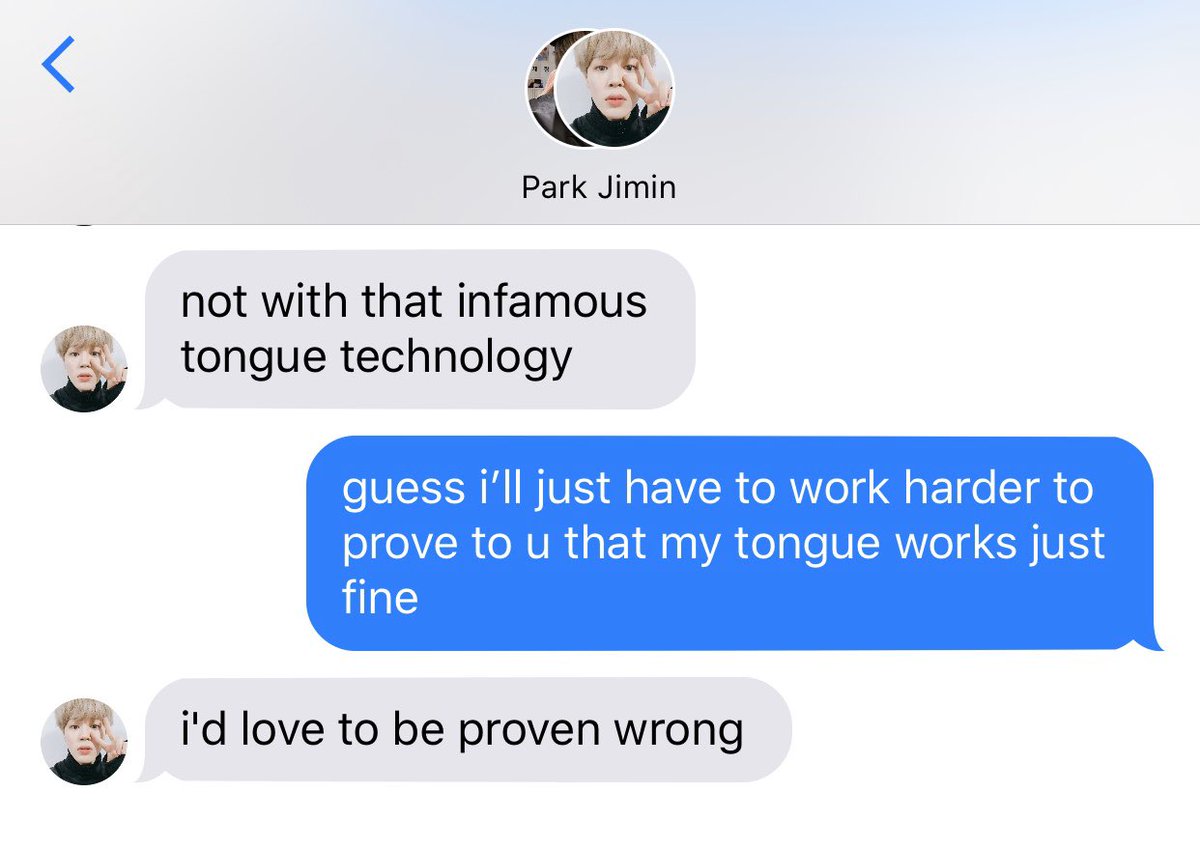 Park Jimin
not with that infamous
tongue technology
guess i’ll just have to work harder to
prove to u that my tongue works just
fine
i'd love to be proven wrong